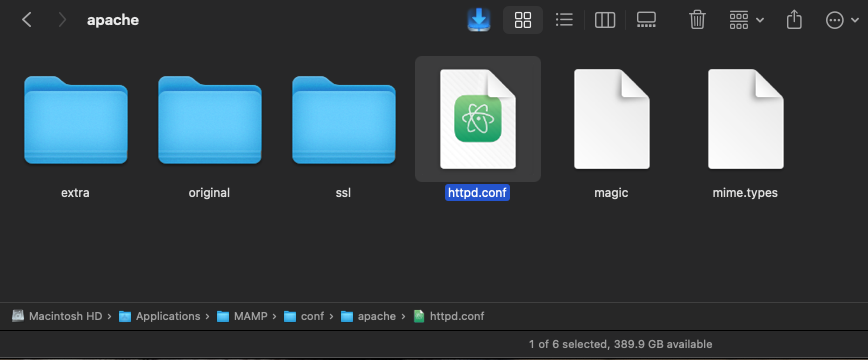 apache
extra
original
ssl
httpd.conf
magic
mime.types
Macintosh HD › Applications › MAMP › conf › apache › httpd.conf
1 of 6 selected, 389.9 GB available